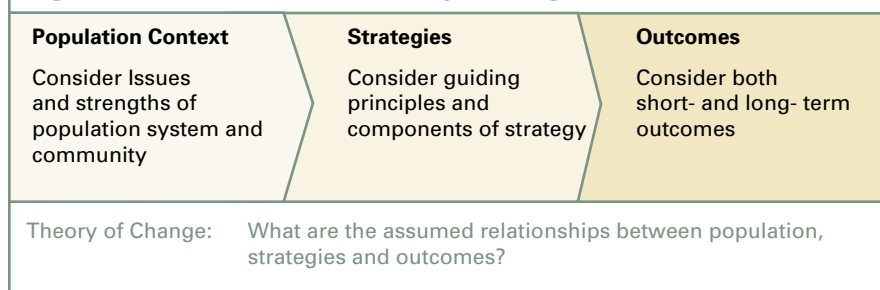 Population Context
Consider Issues
and strengths of
population system and
community
Strategies
Consider guiding
principles and
components of strategy
Outcomes
Consider both
short- and long- term
outcomes
Theory of Change: What are the assumed relationships between population,
strategies and outcomes?